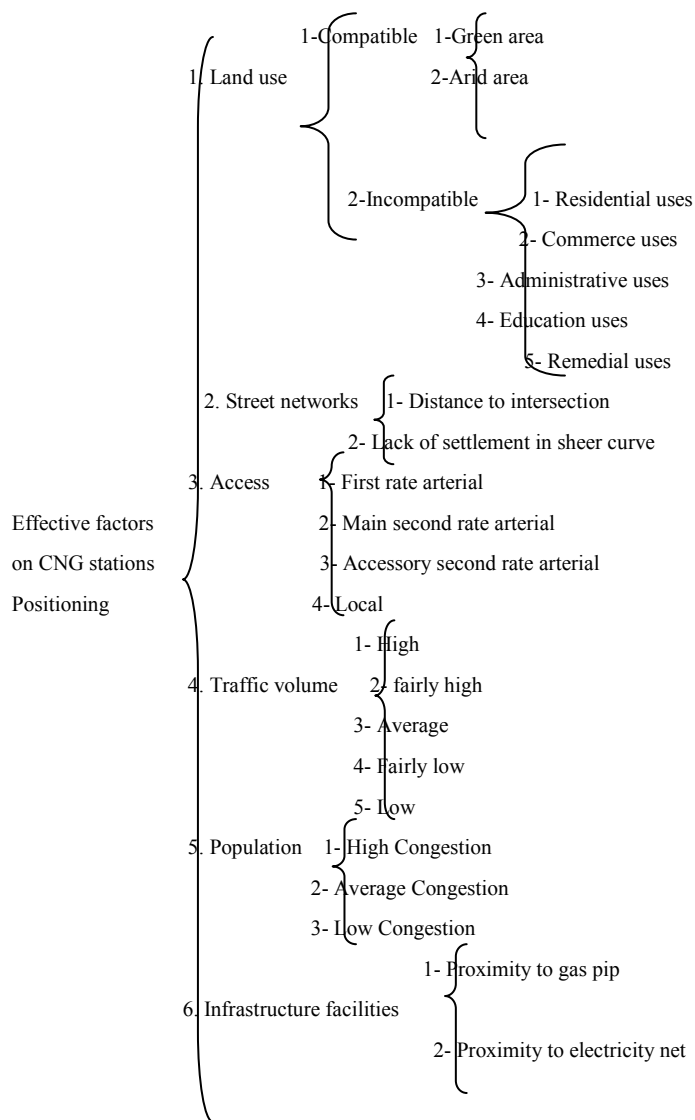 1-Compatible 1-Green area
1. Land use 2-Arid area
2-Incompatible 1- Residential uses
2- Commerce uses
3- Administrative uses
4- Education uses
5- Remedial uses
2. Street networks 1- Distance to intersection
2- Lack of settlement in sheer curve
3. Access 1- First rate arterial
Effective factors 2- Main second rate arterial
on CNG stations 3- Accessory second rate arterial
Positioning 4- Local
1- High
4. Traffic volume 2- fairly high
3- Average
4- Fairly low
5- Low
5. Population 1- High Congestion
2- Average Congestion
3- Low Congestion
1- Proximity to gas pip
6. Infrastructure facilities
2- Proximity to electricity net